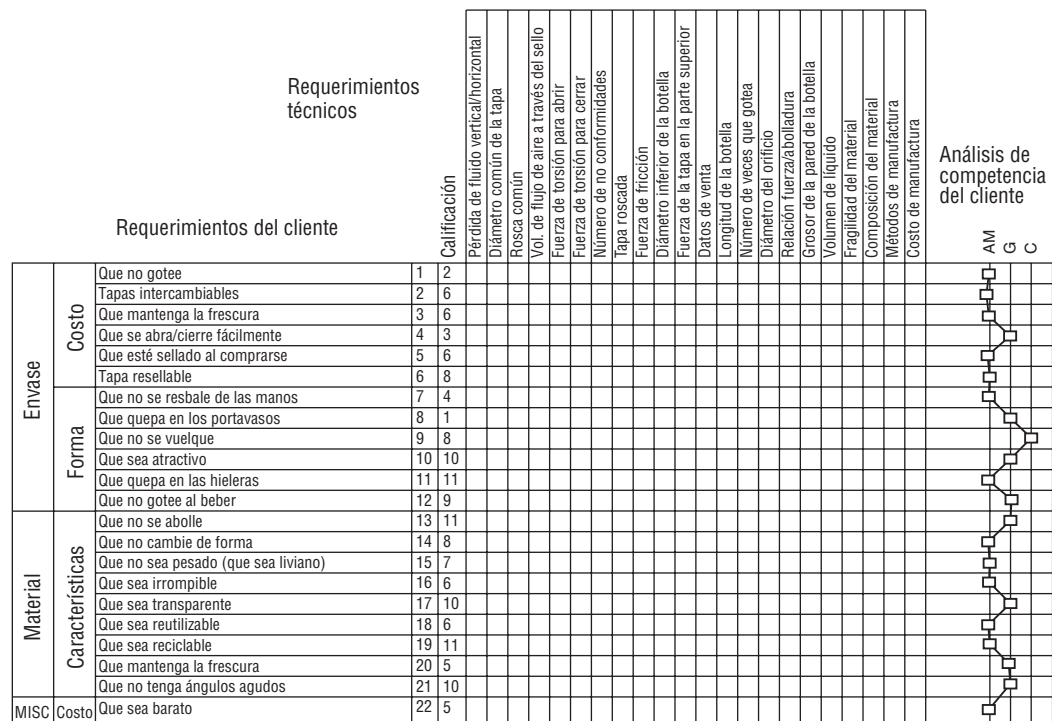 Requerimientos
técnicos
Requerimientos del cliente
Calificación
Pérdida de fluido vertical/horizontal
Diámetro común de la tapa
Rosca común
Vol. de flujo de aire a través del sello
Fuerza de torsión para abrir
Fuerza de torsión para cerrar
Número de no conformidades
Tapa roscada
Fuerza de fricción
Diámetro inferior de la botella
Fuerza de la tapa en la parte superior
Datos de venta
Longitud de la botella
Número de veces que gotea
Diámetro del orificio
Relación fuerza/abolladura
Grosor de la pared de la botella
Volumen de líquido
Fragilidad del material
Composición del material
Métodos de manufactura
Costo de manufactura
Análisis de
competencia
del cliente
AM
G
C
Envase
Costo
Que no gotee 1 2
Tapas intercambiables 2 6
Que mantenga la frescura 3 6
Que se abra/cierre fácilmente 4 3
Que esté sellado al comprarse 5 6
Tapa resellable 6 8
Forma
Que no se resbale de las manos 7 4
Que quepa en los portavasos 8 1
Que no se vuelque 9 8
Que sea atractivo 10 10
Que quepa en las hieleras 11 11
Que no gotee al beber 12 9
Material
Características
Que no se abolle 13 11
Que no cambie de forma 14 8
Que no sea pesado (que sea liviano) 15 7
Que sea irrompible 16 6
Que sea transparente 17 10
Que sea reutilizable 18 6
Que sea reciclable 19 11
Que mantenga la frescura 20 5
Que no tenga ángulos agudos 21 10
MISC Costo Que sea barato 22 5